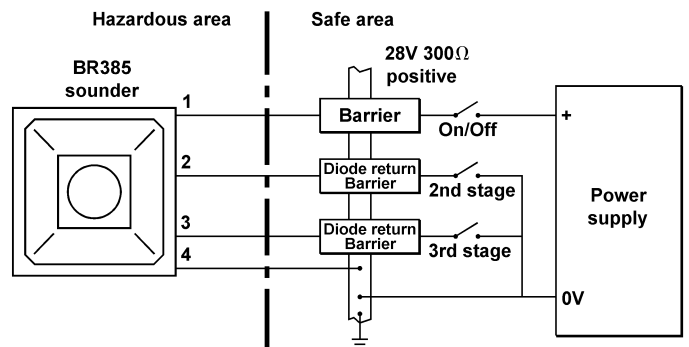 Hazardous area
Safe area
28V 300Ω
positive
BR385
sounder
1
Barrier
On/Off
+
2
Diode return
Barrier
2nd stage
Power
supply
3
Diode return
Barrier
3rd stage
4
0V